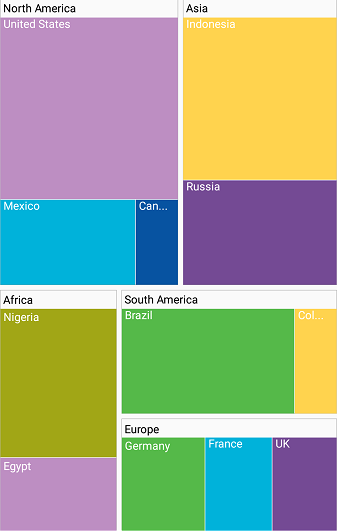 North America
United States
Mexico
Can...
Asia
Indonesia
Russia
Africa
Nigeria
Egypt
South America
Brazil
Col...
Europe
Germany
France
UK